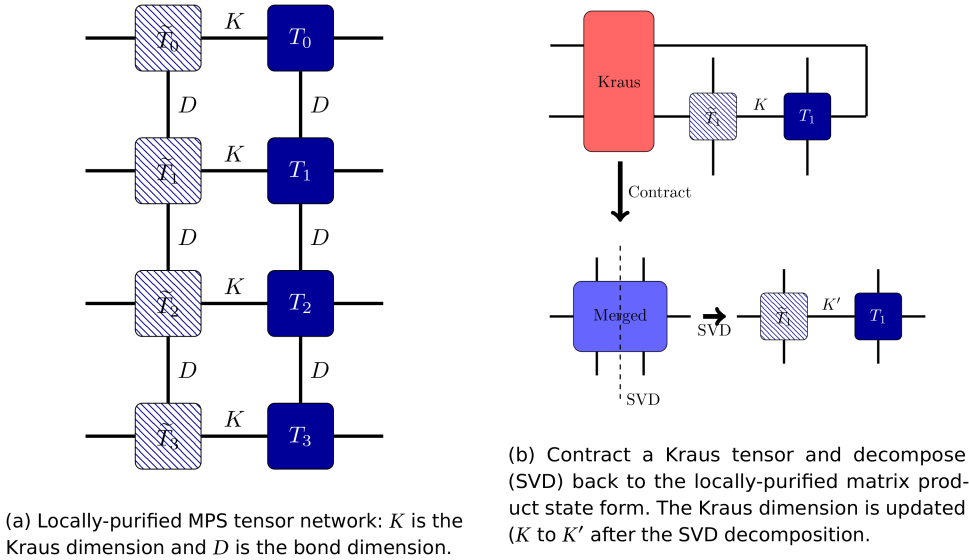 T̃₀ K T₀
D D
T̃₁ K T₁
D D
T̃₂ K T₂
D D
T̃₃ K T₃
(a) Locally-purified MPS tensor network: K is the
Kraus dimension and D is the bond dimension.
Kraus
T̃₁ K T₁
Contract
Merged
SVD
SVD
T̃₁ K′ T₁
(b) Contract a Kraus tensor and decompose
(SVD) back to the locally-purified matrix prod-
uct state form. The Kraus dimension is updated
(K to K′ after the SVD decomposition.